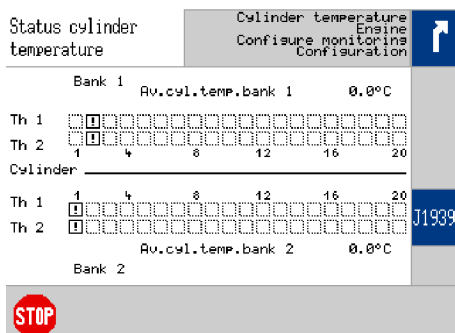 Status cylinder
temperature
Cylinder temperature
Engine
Configure monitoring
Configuration
Bank 1
Av.cyl.temp.bank 1 0.0°C
Th 1 !
Th 2 !
1 4 8 12 16 20
Cylinder
1 4 8 12 16 20
Th 1 !
Th 2 !
J1939
Av.cyl.temp.bank 2 0.0°C
Bank 2
STOP